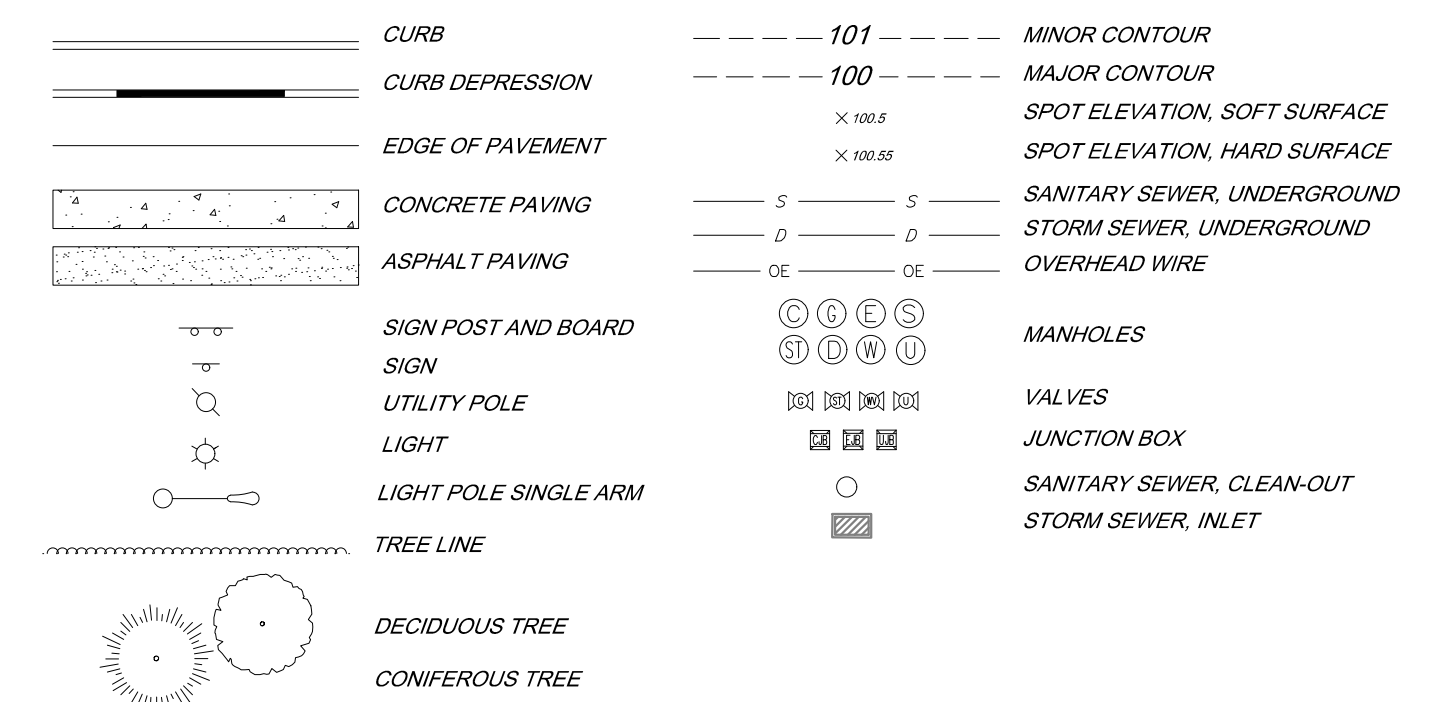 CURB
CURB DEPRESSION
EDGE OF PAVEMENT
CONCRETE PAVING
ASPHALT PAVING
SIGN POST AND BOARD
SIGN
UTILITY POLE
LIGHT
LIGHT POLE SINGLE ARM
TREE LINE
DECIDUOUS TREE
CONIFEROUS TREE
101 MINOR CONTOUR
100 MAJOR CONTOUR
100.5 SPOT ELEVATION, SOFT SURFACE
100.55 SPOT ELEVATION, HARD SURFACE
S S SANITARY SEWER, UNDERGROUND
D D STORM SEWER, UNDERGROUND
OE OE OVERHEAD WIRE
C G E S
MANHOLES
ST D W U
G ST WV U VALVES
CJB EJB UJB JUNCTION BOX
SANITARY SEWER, CLEAN-OUT
STORM SEWER, INLET